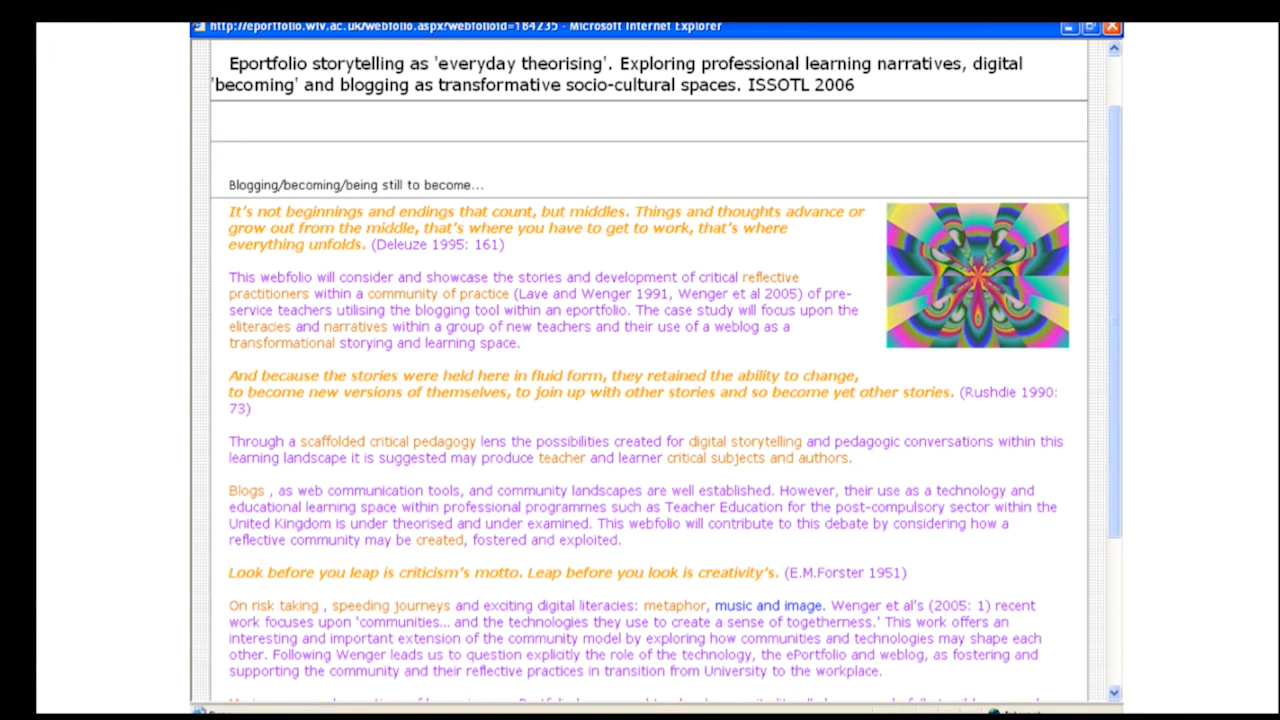 http://eportfolio.wlv.ac.uk/webfolio.aspx?webfolioid=184235 - Microsoft Internet Explorer
Eportfolio storytelling as 'everyday theorising'. Exploring professional learning narratives, digital
'becoming' and blogging as transformative socio-cultural spaces. ISSOTL 2006
Blogging/becoming/being still to become...
It's not beginnings and endings that count, but middles. Things and thoughts advance or
grow out from the middle, that's where you have to get to work, that's where
everything unfolds. (Deleuze 1995: 161)
This webfolio will consider and showcase the stories and development of critical reflective
practitioners within a community of practice (Lave and Wenger 1991, Wenger et al 2005) of pre-
service teachers utilising the blogging tool within an eportfolio. The case study will focus upon the
eliteracies and narratives within a group of new teachers and their use of a weblog as a
transformational storying and learning space.
And because the stories were held here in fluid form, they retained the ability to change,
to become new versions of themselves, to join up with other stories and so become yet other stories. (Rushdie 1990:
73)
Through a scaffolded critical pedagogy lens the possibilities created for digital storytelling and pedagogic conversations within this
learning landscape it is suggested may produce teacher and learner critical subjects and authors.
Blogs , as web communication tools, and community landscapes are well established. However, their use as a technology and
educational learning space within professional programmes such as Teacher Education for the post-compulsory sector within the
United Kingdom is under theorised and under examined. This webfolio will contribute to this debate by considering how a
reflective community may be created, fostered and exploited.
Look before you leap is criticism's motto. Leap before you look is creativity's. (E.M.Forster 1951)
On risk taking , speeding journeys and exciting digital literacies: metaphor, music and image. Wenger et al's (2005: 1) recent
work focuses upon 'communities... and the technologies they use to create a sense of togetherness.' This work offers an
interesting and important extension of the community model by exploring how communities and technologies may shape each
other. Following Wenger leads us to question explicitly the role of the technology, the ePortfolio and weblog, as fostering and
supporting the community and their reflective practices in transition from University to the workplace.